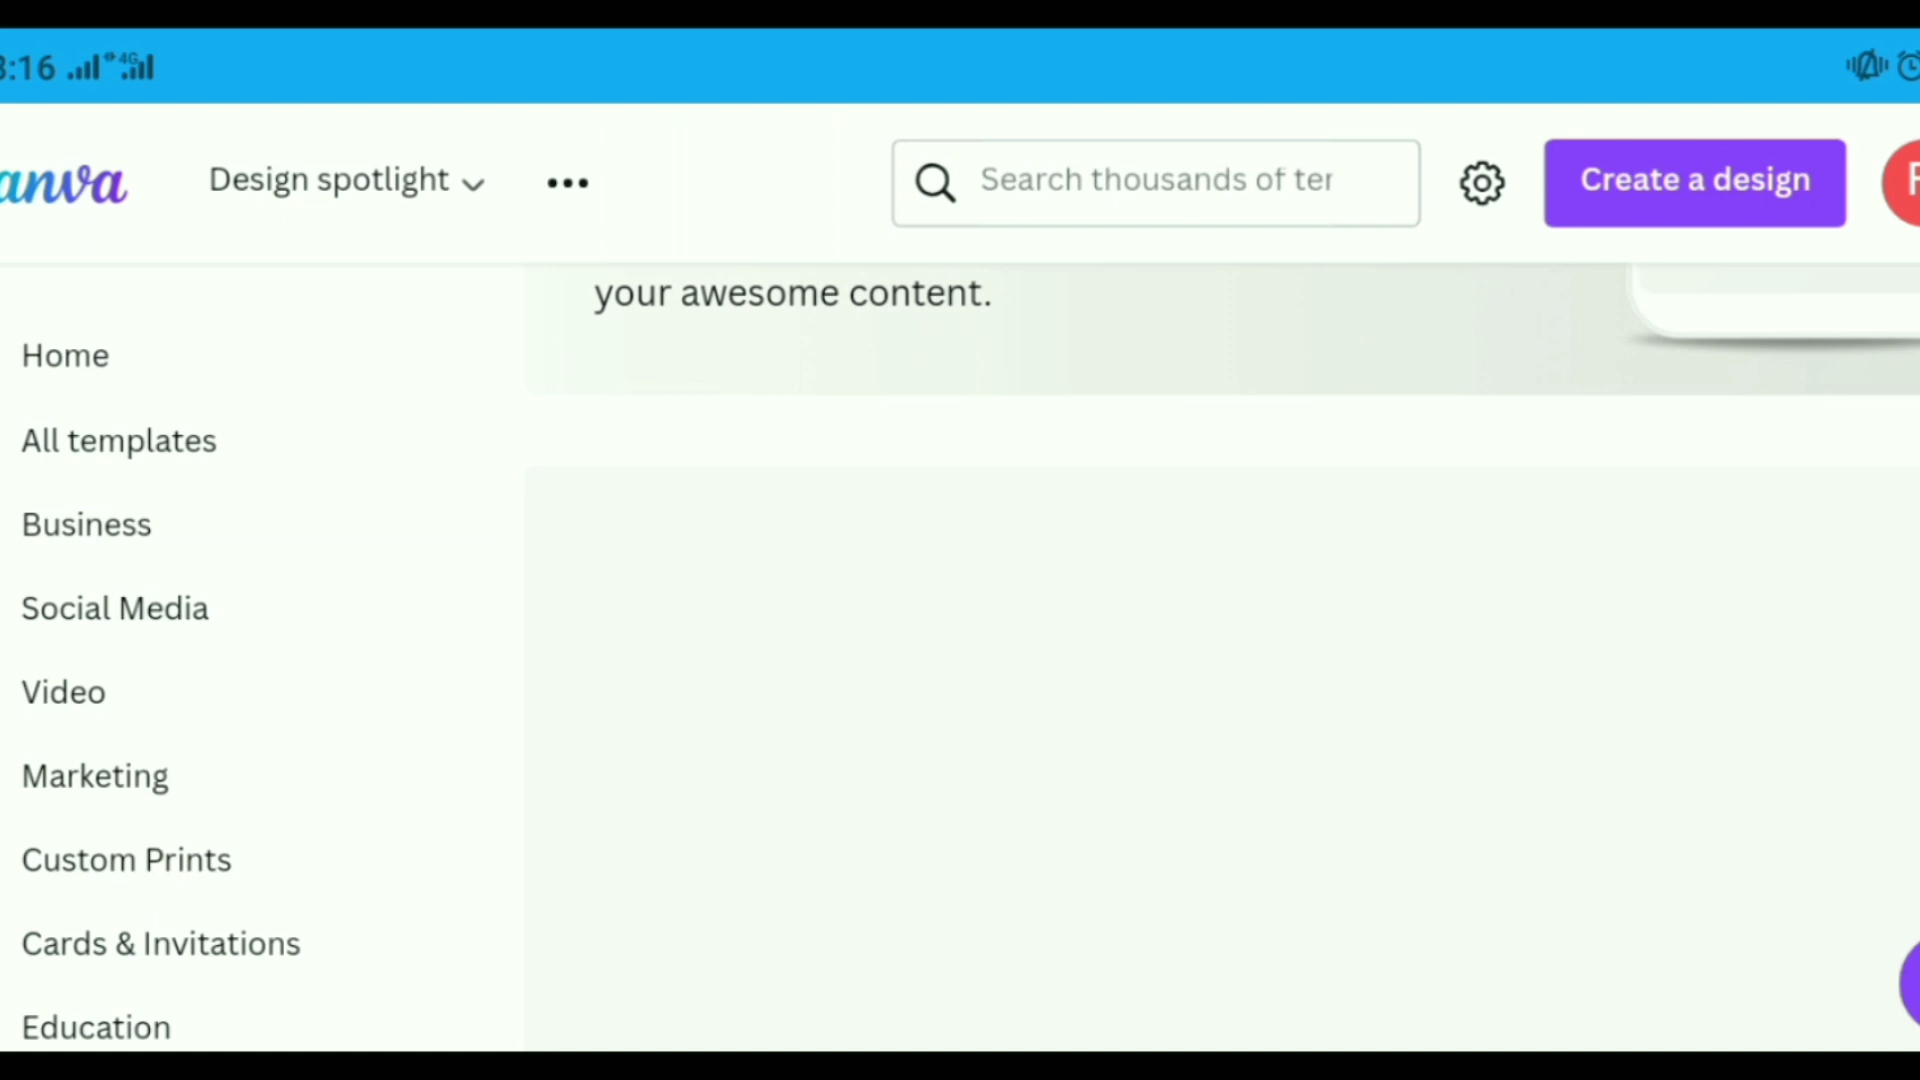 :16 4G
anva Design spotlight Search thousands of ter Create a design F
your awesome content.
Home
All templates
Business
Social Media
Video
Marketing
Custom Prints
Cards & Invitations
Education